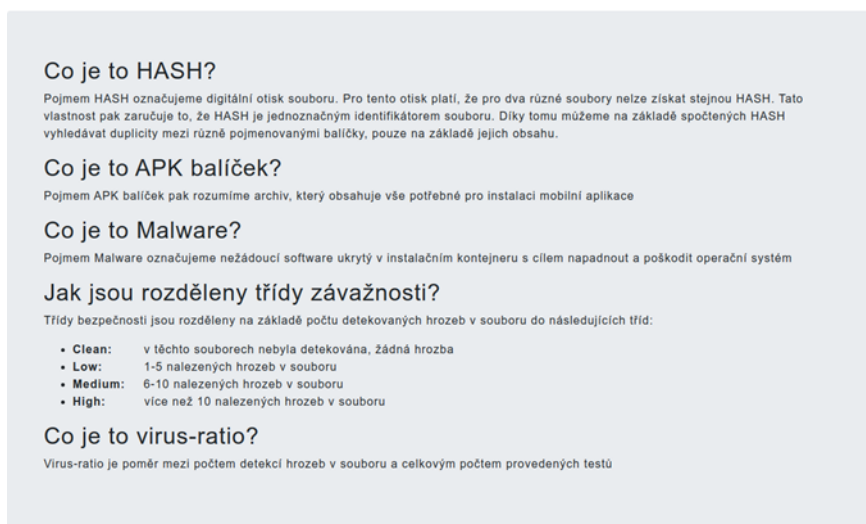 Co je to HASH?
Pojmem HASH označujeme digitální otisk souboru. Pro tento otisk platí, že pro dva různé soubory nelze získat stejnou HASH. Tato
vlastnost pak zaručuje to, že HASH je jednoznačným identifikátorem souboru. Díky tomu můžeme na základě spočtených HASH
vyhledávat duplicity mezi různě pojmenovanými balíčky, pouze na základě jejich obsahu.
Co je to APK balíček?
Pojmem APK balíček pak rozumíme archiv, který obsahuje vše potřebné pro instalaci mobilní aplikace
Co je to Malware?
Pojmem Malware označujeme nežádoucí software ukrytý v instalačním kontejneru s cílem napadnout a poškodit operační systém
Jak jsou rozděleny třídy závažnosti?
Třídy bezpečnosti jsou rozděleny na základě počtu detekovaných hrozeb v souboru do následujících tříd:
• Clean: v těchto souborech nebyla detekována, žádná hrozba
• Low: 1-5 nalezených hrozeb v souboru
• Medium: 6-10 nalezených hrozeb v souboru
• High: více než 10 nalezených hrozeb v souboru
Co je to virus-ratio?
Virus-ratio je poměr mezi počtem detekcí hrozeb v souboru a celkovým počtem provedených testů